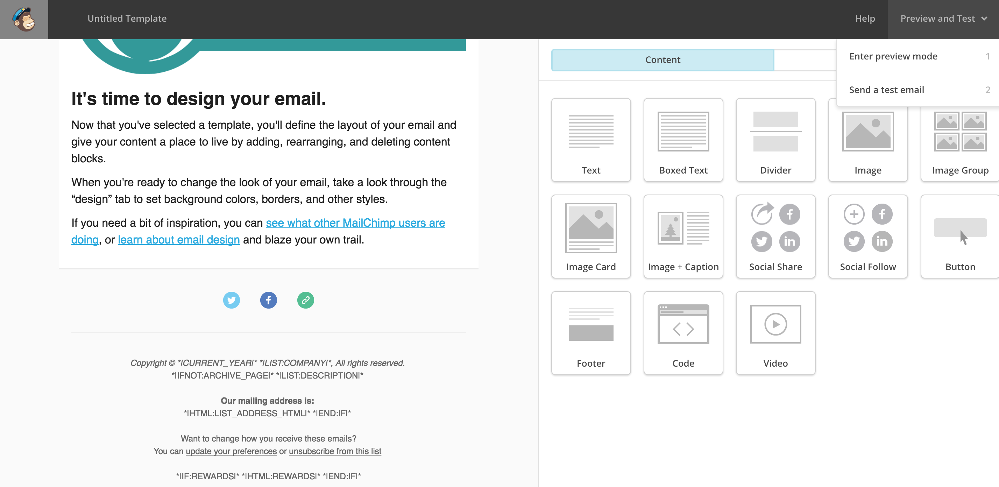 Untitled Template
Help
Preview and Test
Enter preview mode 1
Send a test email 2
It's time to design your email.
Now that you've selected a template, you'll define the layout of your email and
give your content a place to live by adding, rearranging, and deleting content
blocks.
When you're ready to change the look of your email, take a look through the
“design” tab to set background colors, borders, and other styles.
If you need a bit of inspiration, you can see what other MailChimp users are
doing, or learn about email design and blaze your own trail.
Copyright © *|CURRENT_YEAR|* *|LIST:COMPANY|*, All rights reserved.
*|IFNOT:ARCHIVE_PAGE|* *|LIST:DESCRIPTION|*
Our mailing address is:
*|HTML:LIST_ADDRESS_HTML|* *|END:IF|*
Want to change how you receive these emails?
You can update your preferences or unsubscribe from this list
*|IF:REWARDS|* *|HTML:REWARDS|* *|END:IF|*
Content
Text
Boxed Text
Divider
Image
Image Group
Image Card
Image + Caption
Social Share
Social Follow
Button
Footer
Code
Video